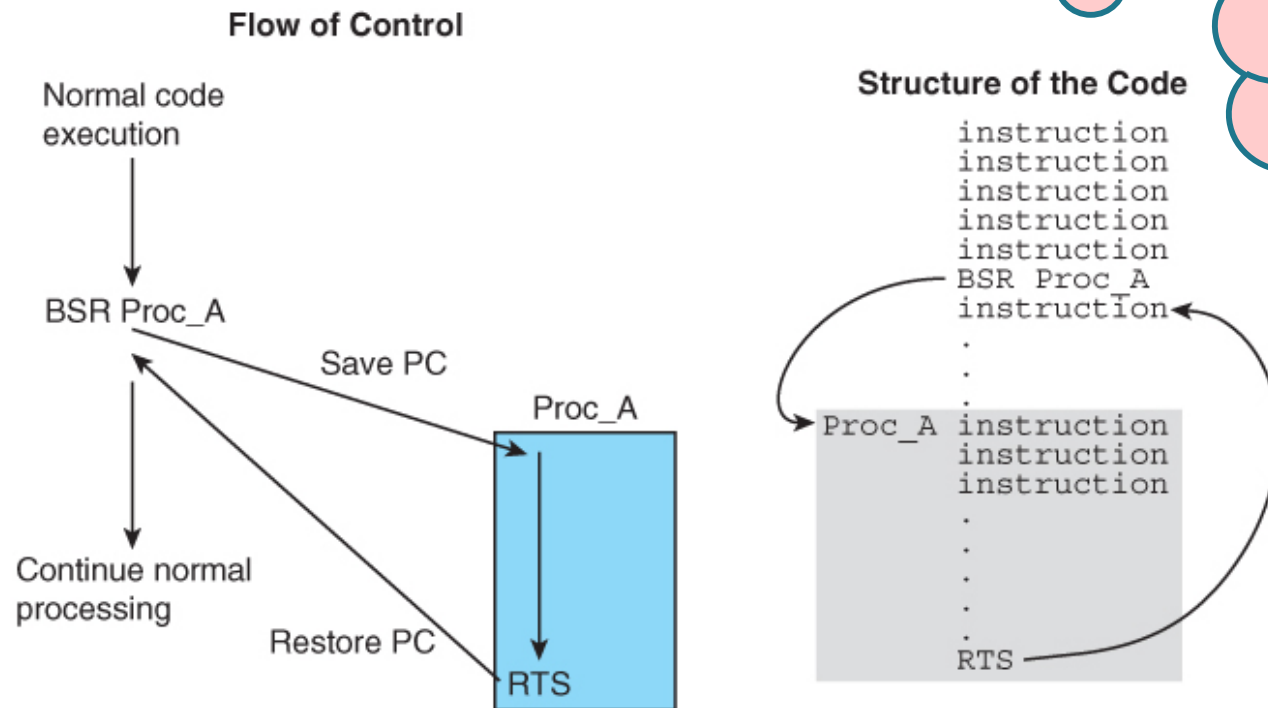 Flow of Control
Normal code
execution
BSR Proc_A
Save PC
Proc_A
Continue normal
processing
Restore PC
RTS
Structure of the Code
instruction
instruction
instruction
instruction
instruction
BSR Proc_A
instruction
.
.
.
Proc_A instruction
instruction
instruction
.
.
.
.
.
RTS